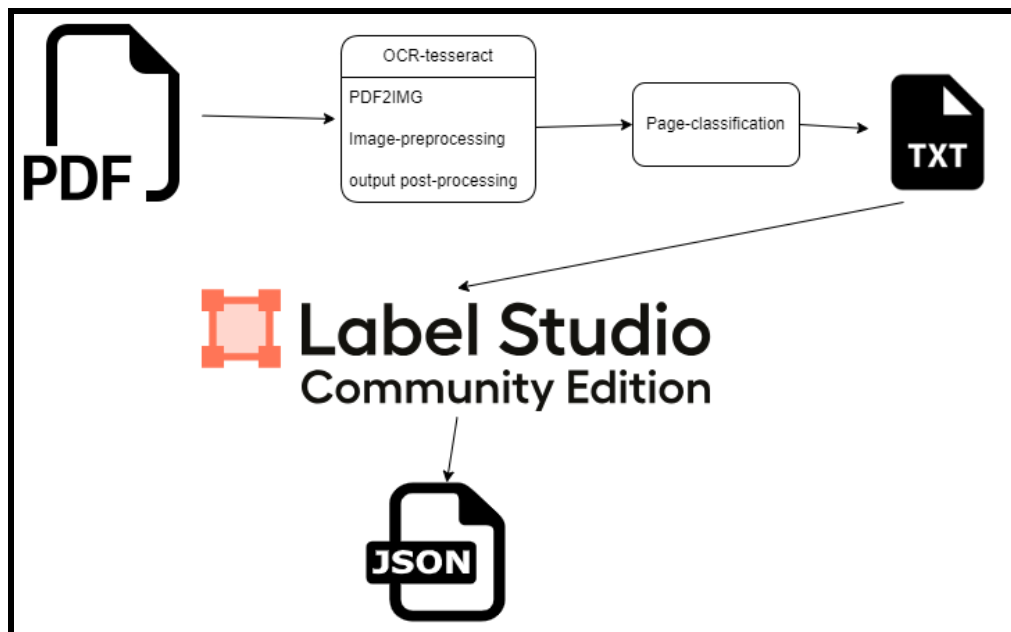 PDF
OCR-tesseract
PDF2IMG
Image-preprocessing
output post-processing
Page-classification
TXT
Label Studio
Community Edition
JSON